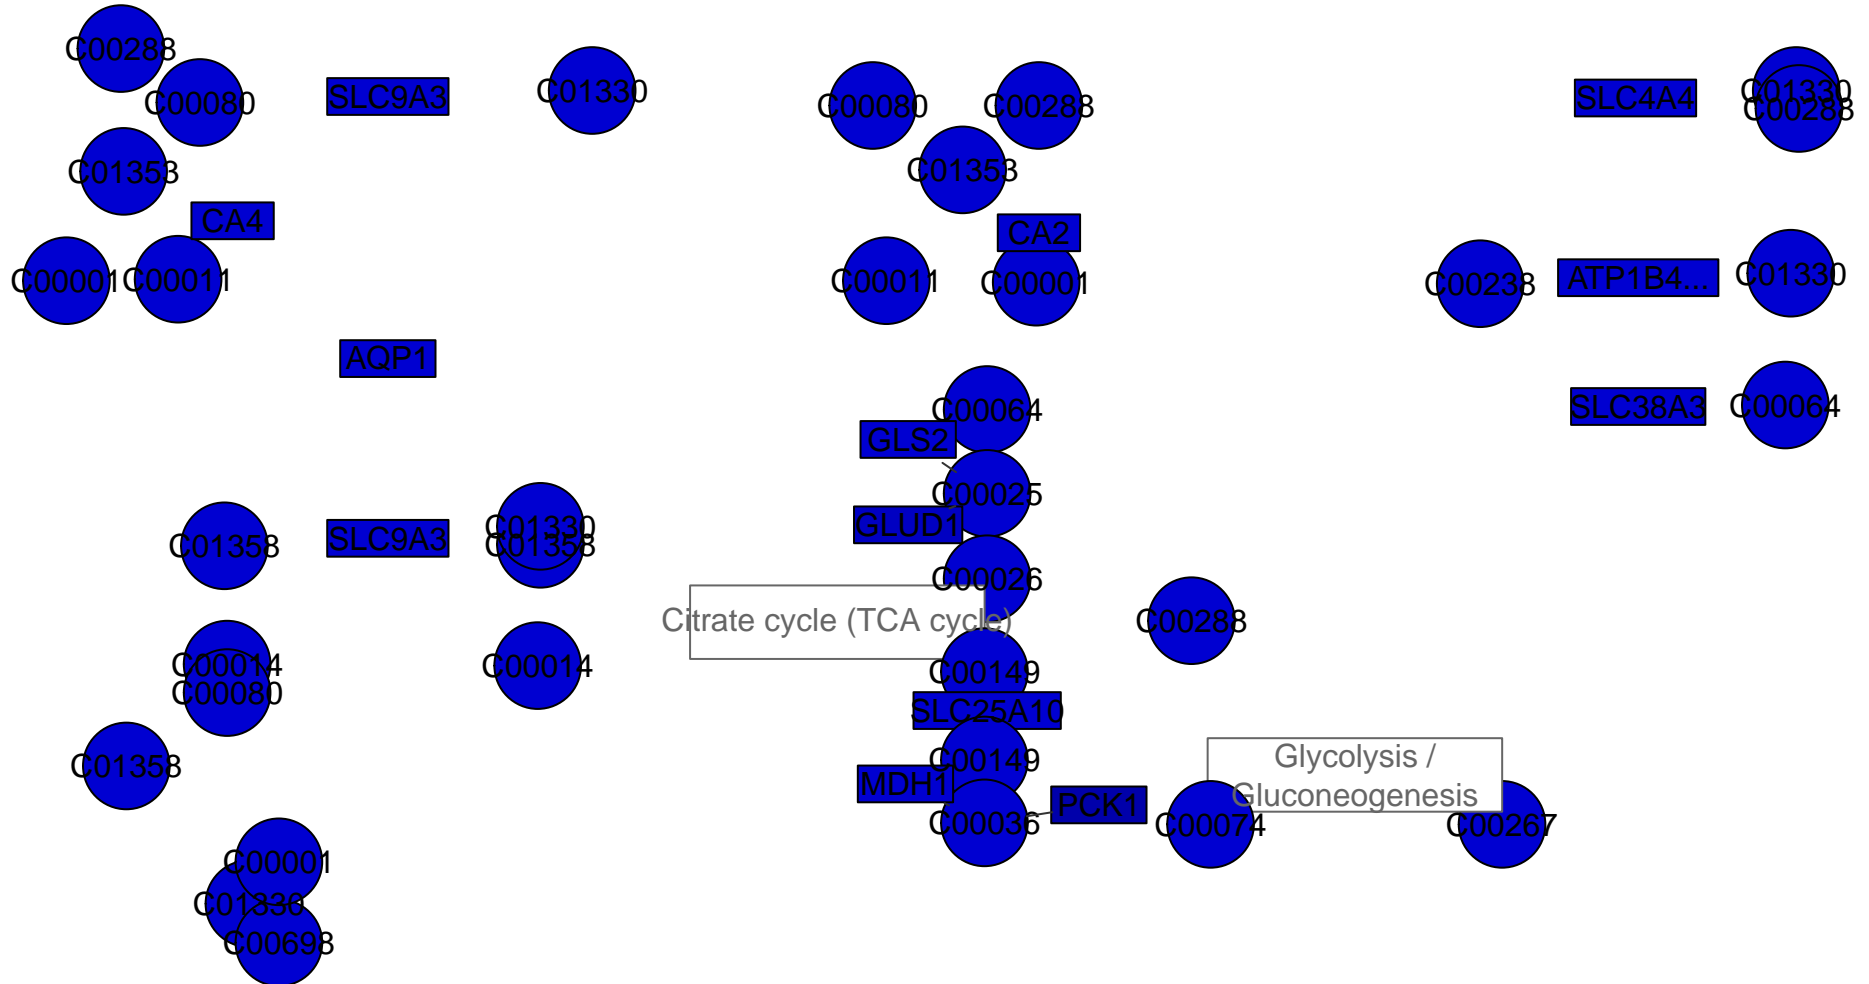 C00288
C00080
SLC9A3
C01330
C00080
C00288
SLC4A4
C01330
C00288
C01353
C01353
CA4
CA2
C00001
C00011
C00011
C00001
C00238
ATP1B4...
C01330
AQP1
C00064
SLC38A3
C00064
GLS2
C00025
GLUD1
C01358
SLC9A3
C01330
C01358
C00026
Citrate cycle (TCA cycle)
C00288
C00014
C00080
C00014
C00149
SLC25A10
C01358
C00149
Glycolysis /
Gluconeogenesis
MDH1
PCK1
C00036
C00074
C00267
C00001
C01330
C00698